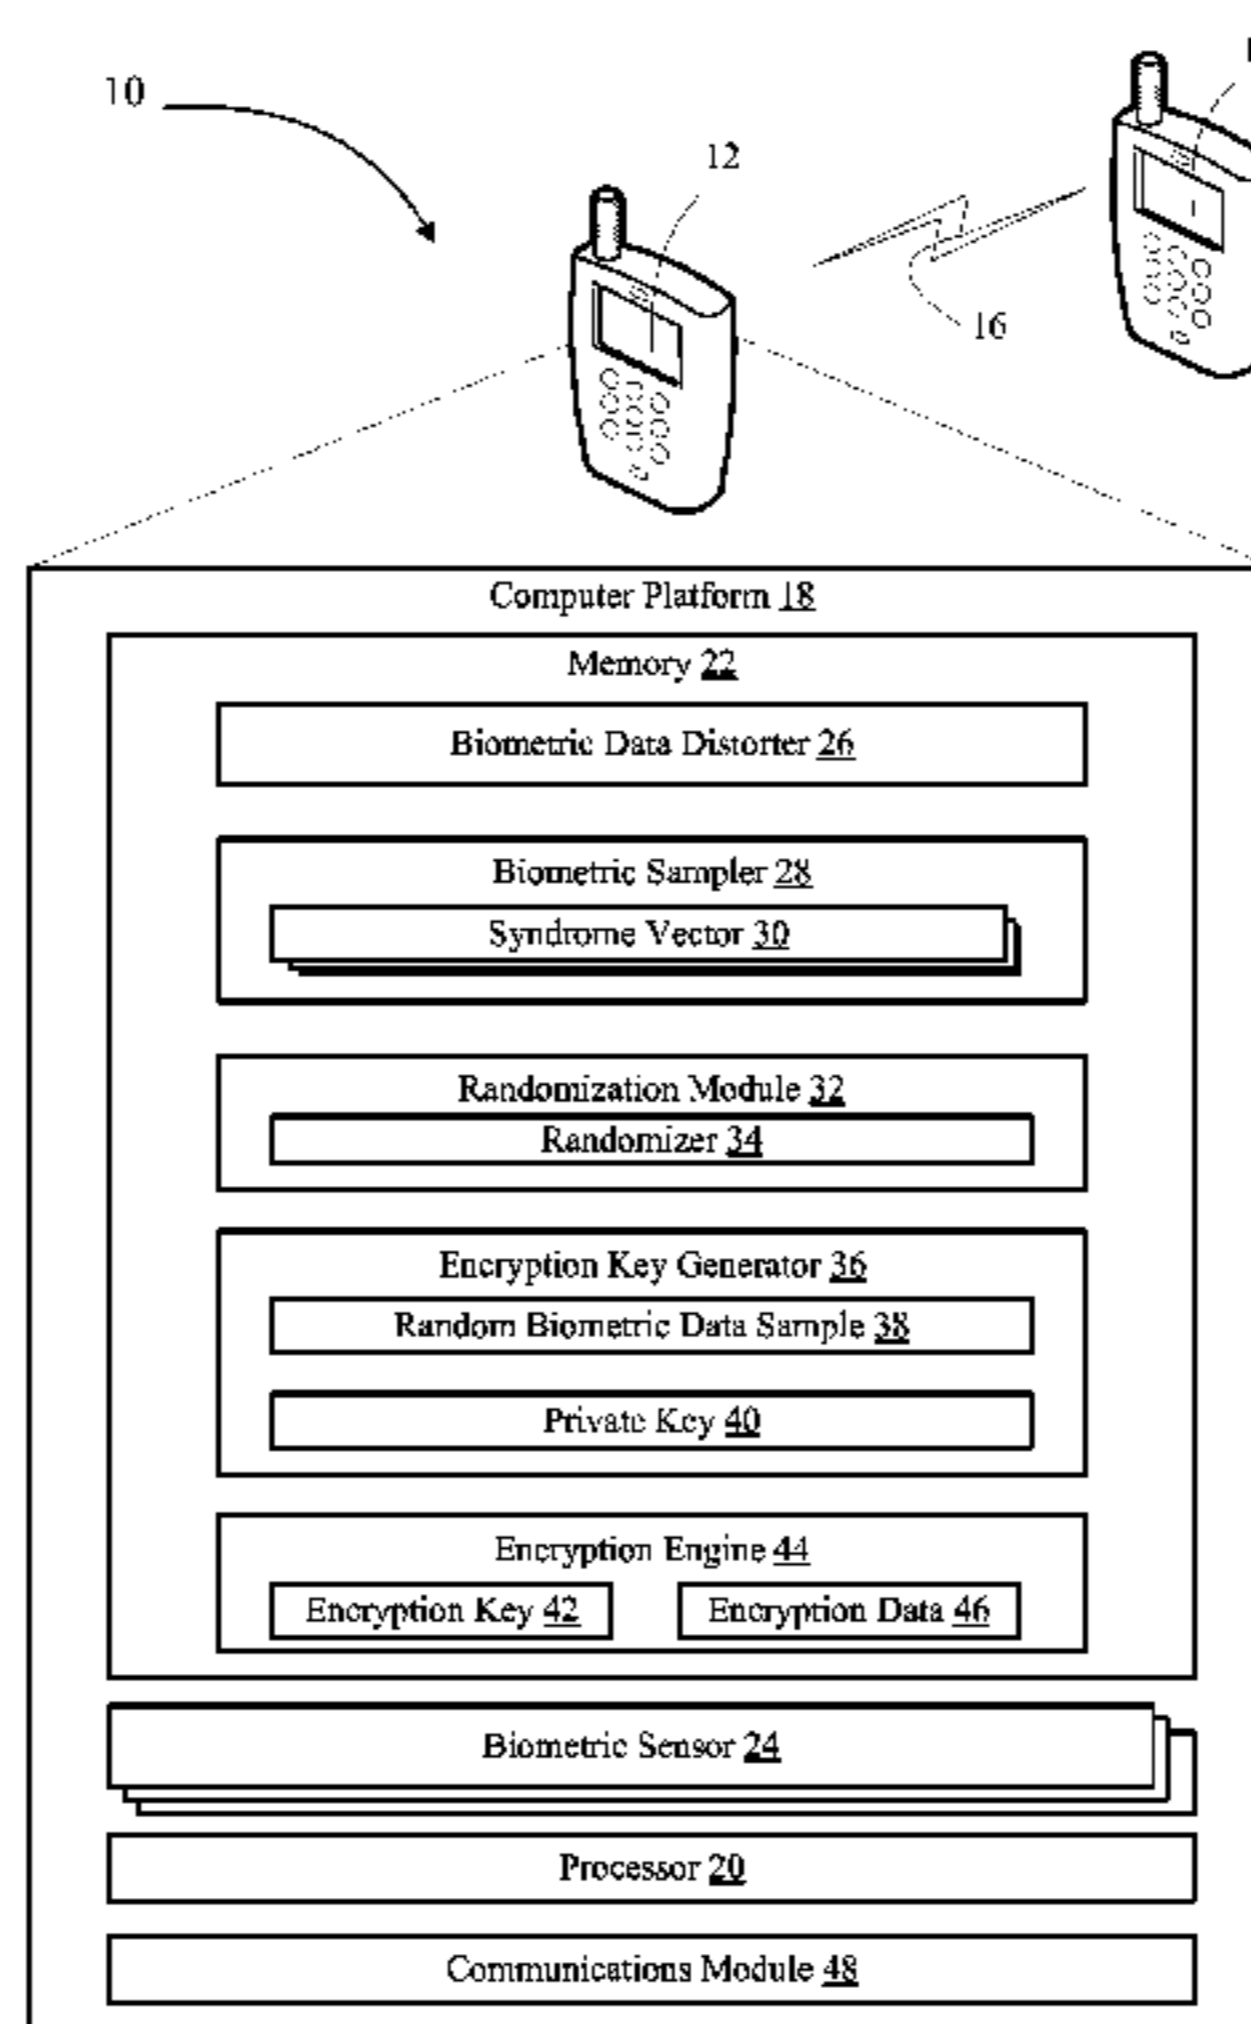 10
12
16
Computer Platform 18
Memory 22
Biometric Data Distorter 26
Biometric Sampler 28
Syndrome Vector 30
Randomization Module 32
Randomizer 34
Encryption Key Generator 36
Random Biometric Data Sample 38
Private Key 40
Encryption Engine 44
Encryption Key 42
Encryption Data 46
Biometric Sensor 24
Processor 20
Communications Module 48